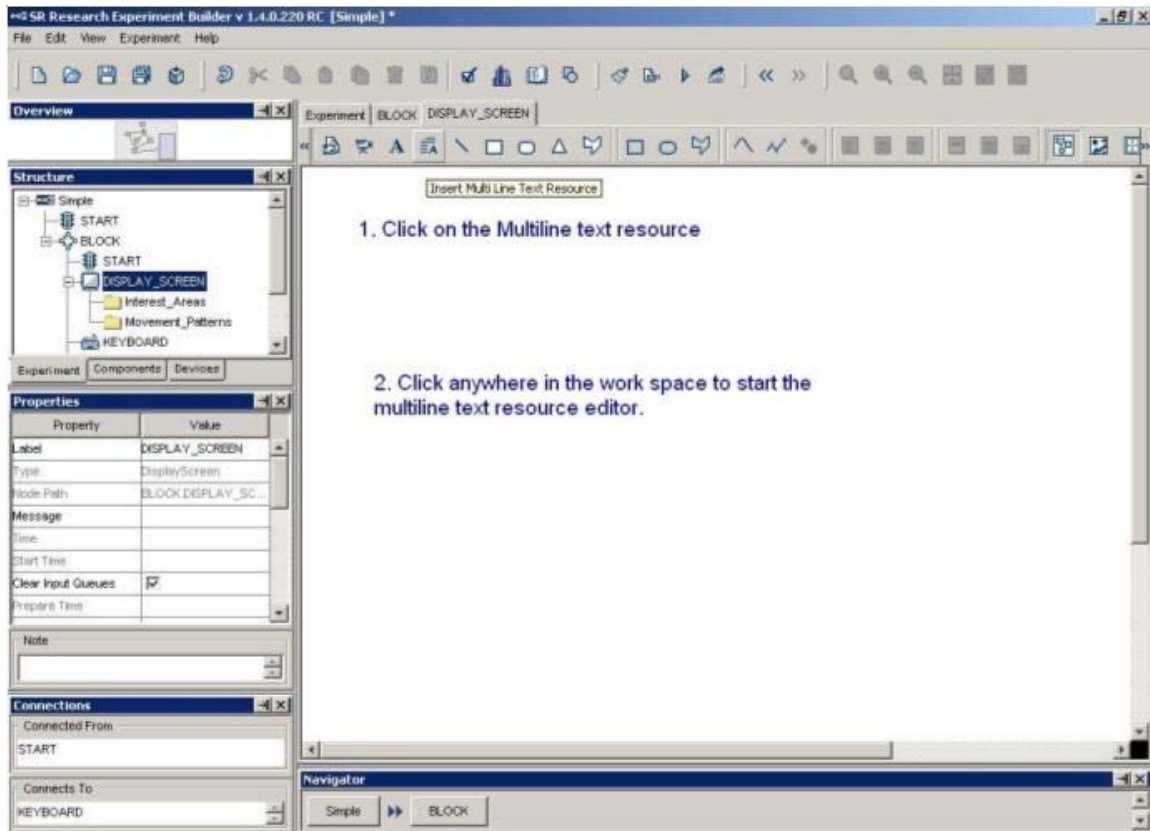 SR Research Experiment Builder v 1.4.0.220 RC [Simple] *
File Edit View Experiment Help
Overview
Experiment BLOCK DISPLAY_SCREEN
Structure
Insert Multi Line Text Resource
Simple
START
BLOCK
START
DISPLAY_SCREEN
Interest_Areas
Movement_Patterns
KEYBOARD
Experiment Components Devices
1. Click on the Multiline text resource
2. Click anywhere in the work space to start the
multiline text resource editor.
Properties
Property Value
Label DISPLAY_SCREEN
Type DisplayScreen
Node Path BLOCK.DISPLAY_SC...
Message
Time
Start Time
Clear Input Queues
Prepare Time
Note
Connections
Connected From
START
Connects To
KEYBOARD
Navigator
Simple BLOCK